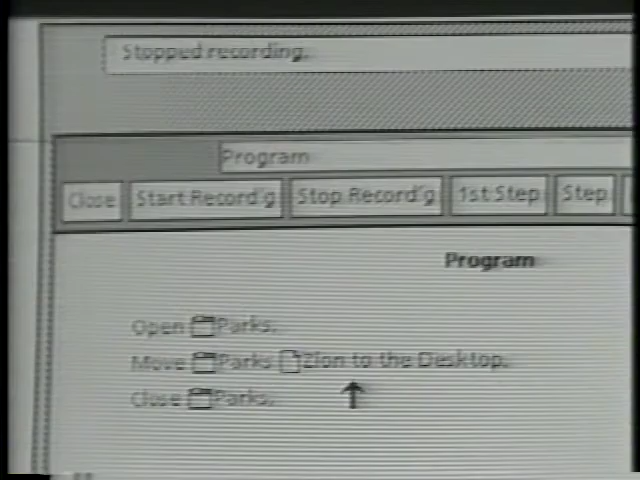 Stopped recording.
Program
Close Start Record'g Stop Record'g 1st Step Step
Program
Open Parks.
Move Parks Zion to the Desktop.
Close Parks.